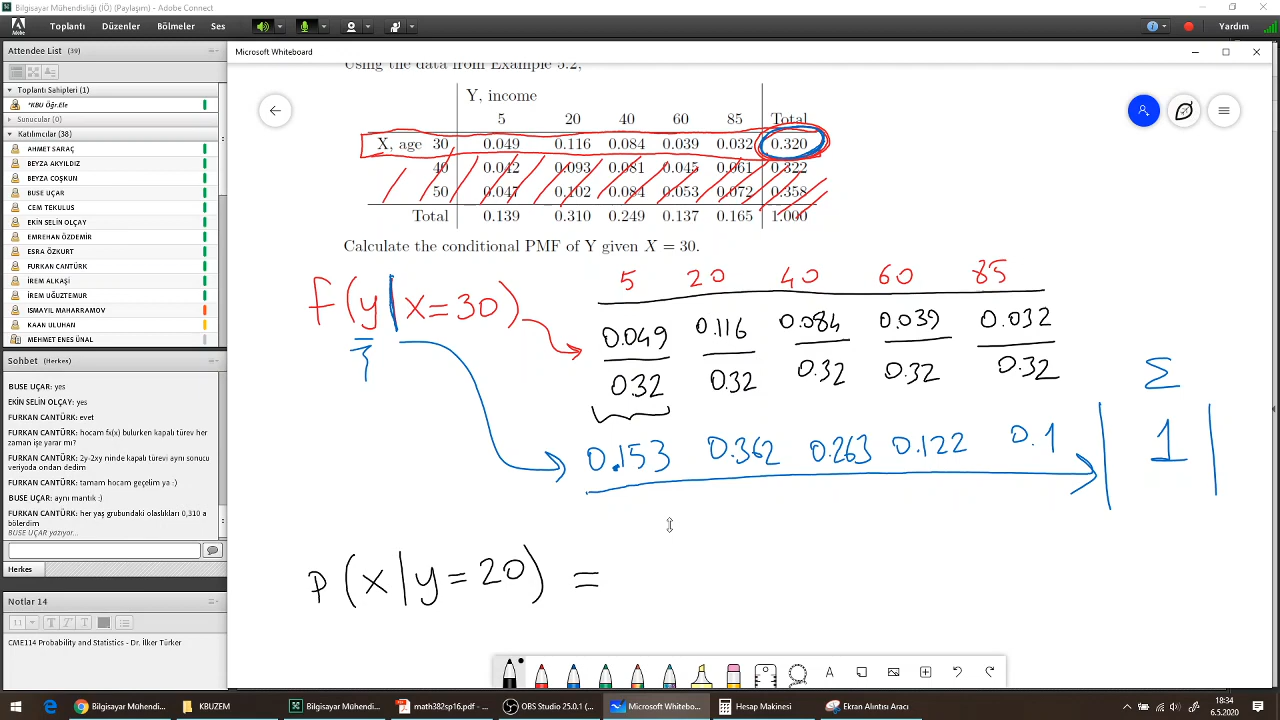 Bilgisayar Mühendisliği (İÖ) (Paylaşım) - Adobe Connect
Toplantı Düzenler Bölmeler Ses Yardım
Attendee List (39)
Microsoft Whiteboard
Toplantı Sahipleri (1)
*KBU Öğr.Ele
Sunucular (0)
Katılımcılar (38)
AHMET SARAÇ
BEYZA AKYILDIZ
BEYZA COŞKUN
BUSE UÇAR
CEM TEKULUS
EKİN SELİN OLÇAY
EMREHAN ÖZDEMİR
ESRA ÖZKURT
FURKAN CANTÜRK
İREM ALKAŞİ
İREM UĞUZTEMUR
ISMAYIL MAHARRAMOV
KAAN ULUHAN
MEHMET ENES ÜNAL
Sohbet (Herkes)
BUSE UÇAR: yes
EKİN SELİN OLÇAY: yes
FURKAN CANTÜRK: evet
FURKAN CANTÜRK: hocam fx(x) bulurken kapalı türev her
zaman işe yarar mı?
FURKAN CANTÜRK: 2y-2xy ninde kapalı türevi aynı sonucu
veriyoda ondan dedim
FURKAN CANTÜRK: tamam hocam geçelim ya :)
BUSE UÇAR: aynı mantık :)
FURKAN CANTÜRK: her yaş grubundaki olaslıkları 0,310 a
bölerdim
BUSE UÇAR yazıyor...
Herkes
Notlar 14
11
CME114 Probability and Statistics - Dr. İlker Türker
Using the data from Example 5.2,
Y, income
5 20 40 60 85 Total
X, age 30 0.049 0.116 0.084 0.039 0.032 0.320
40 0.042 0.093 0.081 0.045 0.061 0.322
50 0.047 0.102 0.084 0.053 0.072 0.358
Total 0.139 0.310 0.249 0.137 0.165 1.000
Calculate the conditional PMF of Y given X = 30.
5 20 40 60 85
f(y|x=30)
0.049 0.116 0.084 0.039 0.032
0.32 0.32 0.32 0.32 0.32
Σ
0.153 0.362 0.263 0.122 0.1 1
P(x|y=20) =
Bilgisayar Mühendi...
KBUZEM
Bilgisayar Mühendi...
math382sp16.pdf - ...
OBS Studio 25.0.1 (...
Microsoft Whitebo...
Hesap Makinesi
Ekran Alıntısı Aracı
18:34
6.5.2020